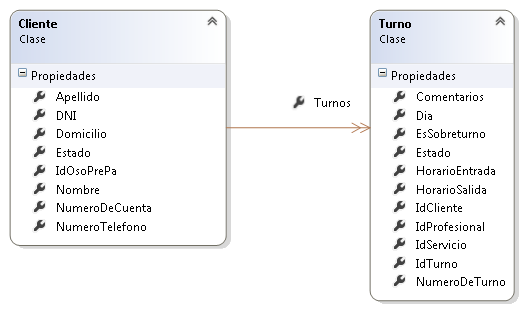 Cliente
Clase
Propiedades
Apellido
DNI
Domicilio
Estado
IdOsoPrePa
Nombre
NumeroDeCuenta
NumeroTelefono
Turnos
Turno
Clase
Propiedades
Comentarios
Dia
EsSobreturno
Estado
HorarioEntrada
HorarioSalida
IdCliente
IdProfesional
IdServicio
IdTurno
NumeroDeTurno